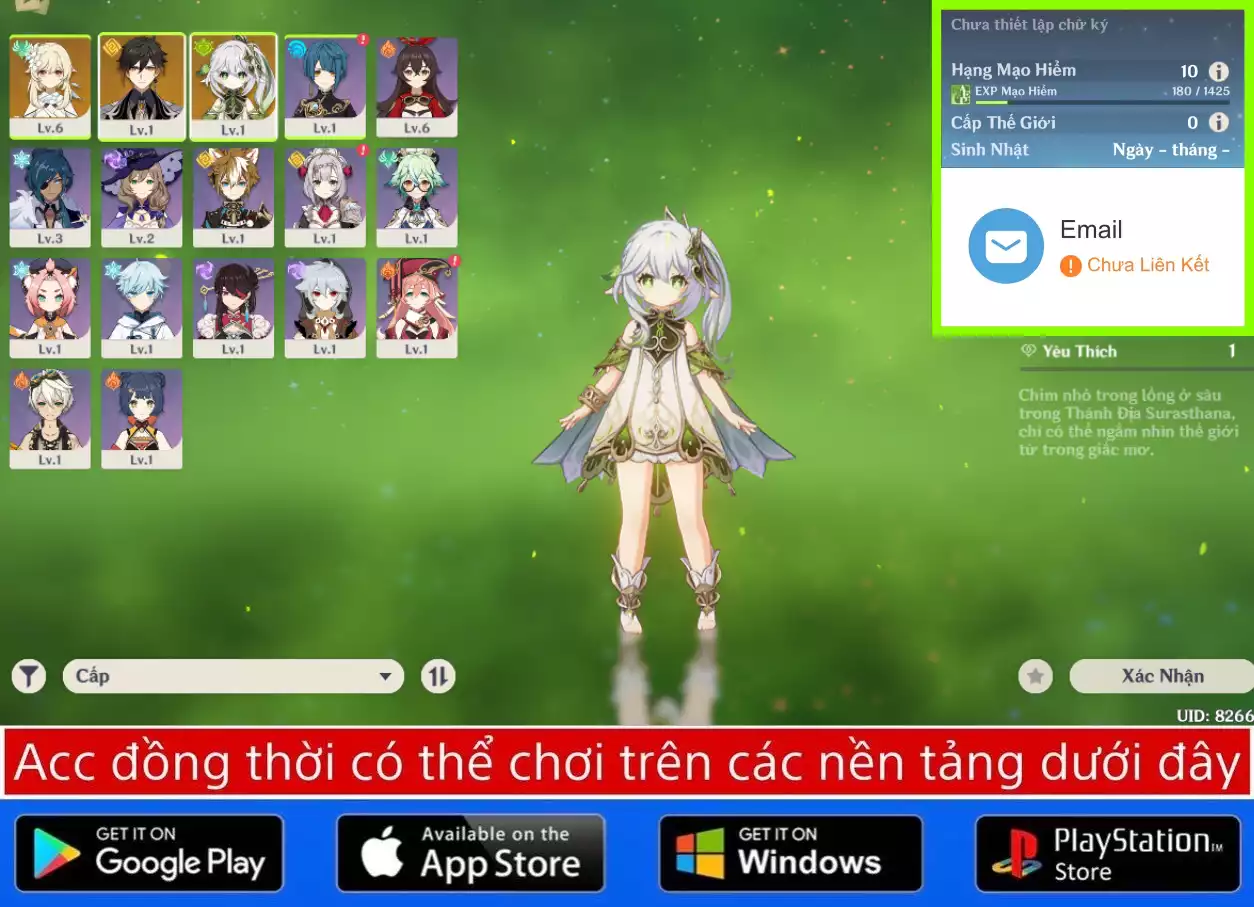 Lv.6
Lv.1
Lv.1
Lv.1
Lv.6
Lv.3
Lv.2
Lv.1
Lv.1
Lv.1
Lv.1
Lv.1
Lv.1
Lv.1
Lv.1
Lv.1
Lv.1
Chưa thiết lập chữ ký
Hạng Mạo Hiểm 10
EXP Mạo Hiểm 180 / 1425
Cấp Thế Giới 0
Sinh Nhật Ngày - tháng -
Email
Chưa Liên Kết
Yêu Thích 1
Chim nhỏ trong lồng ở sâu
trong Thánh Địa Surasthana,
chỉ có thể ngắm nhìn thế giới
từ trong giấc mơ.
Cấp
Xác Nhận
UID: 8266
Acc đồng thời có thể chơi trên các nền tảng dưới đây
GET IT ON
Google Play
Available on the
App Store
GET IT ON
Windows
PlayStation™
Store